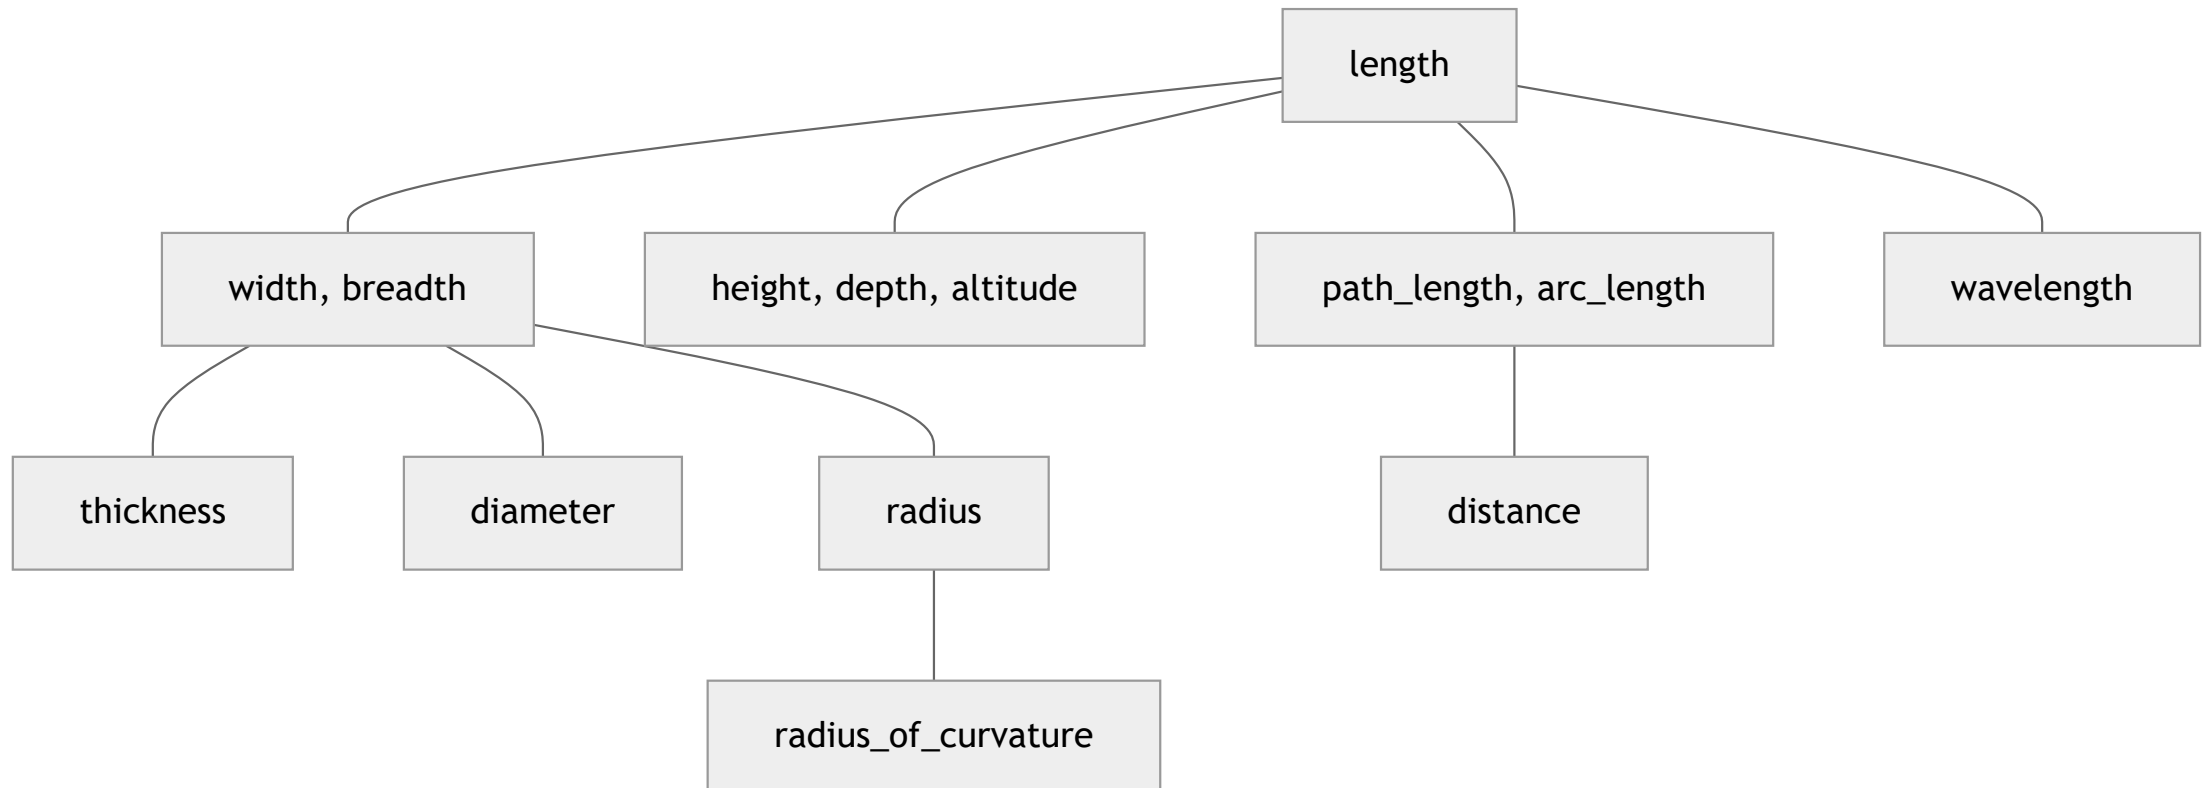 length
width, breadth
height, depth, altitude
path_length, arc_length
wavelength
thickness
diameter
radius
distance
radius_of_curvature